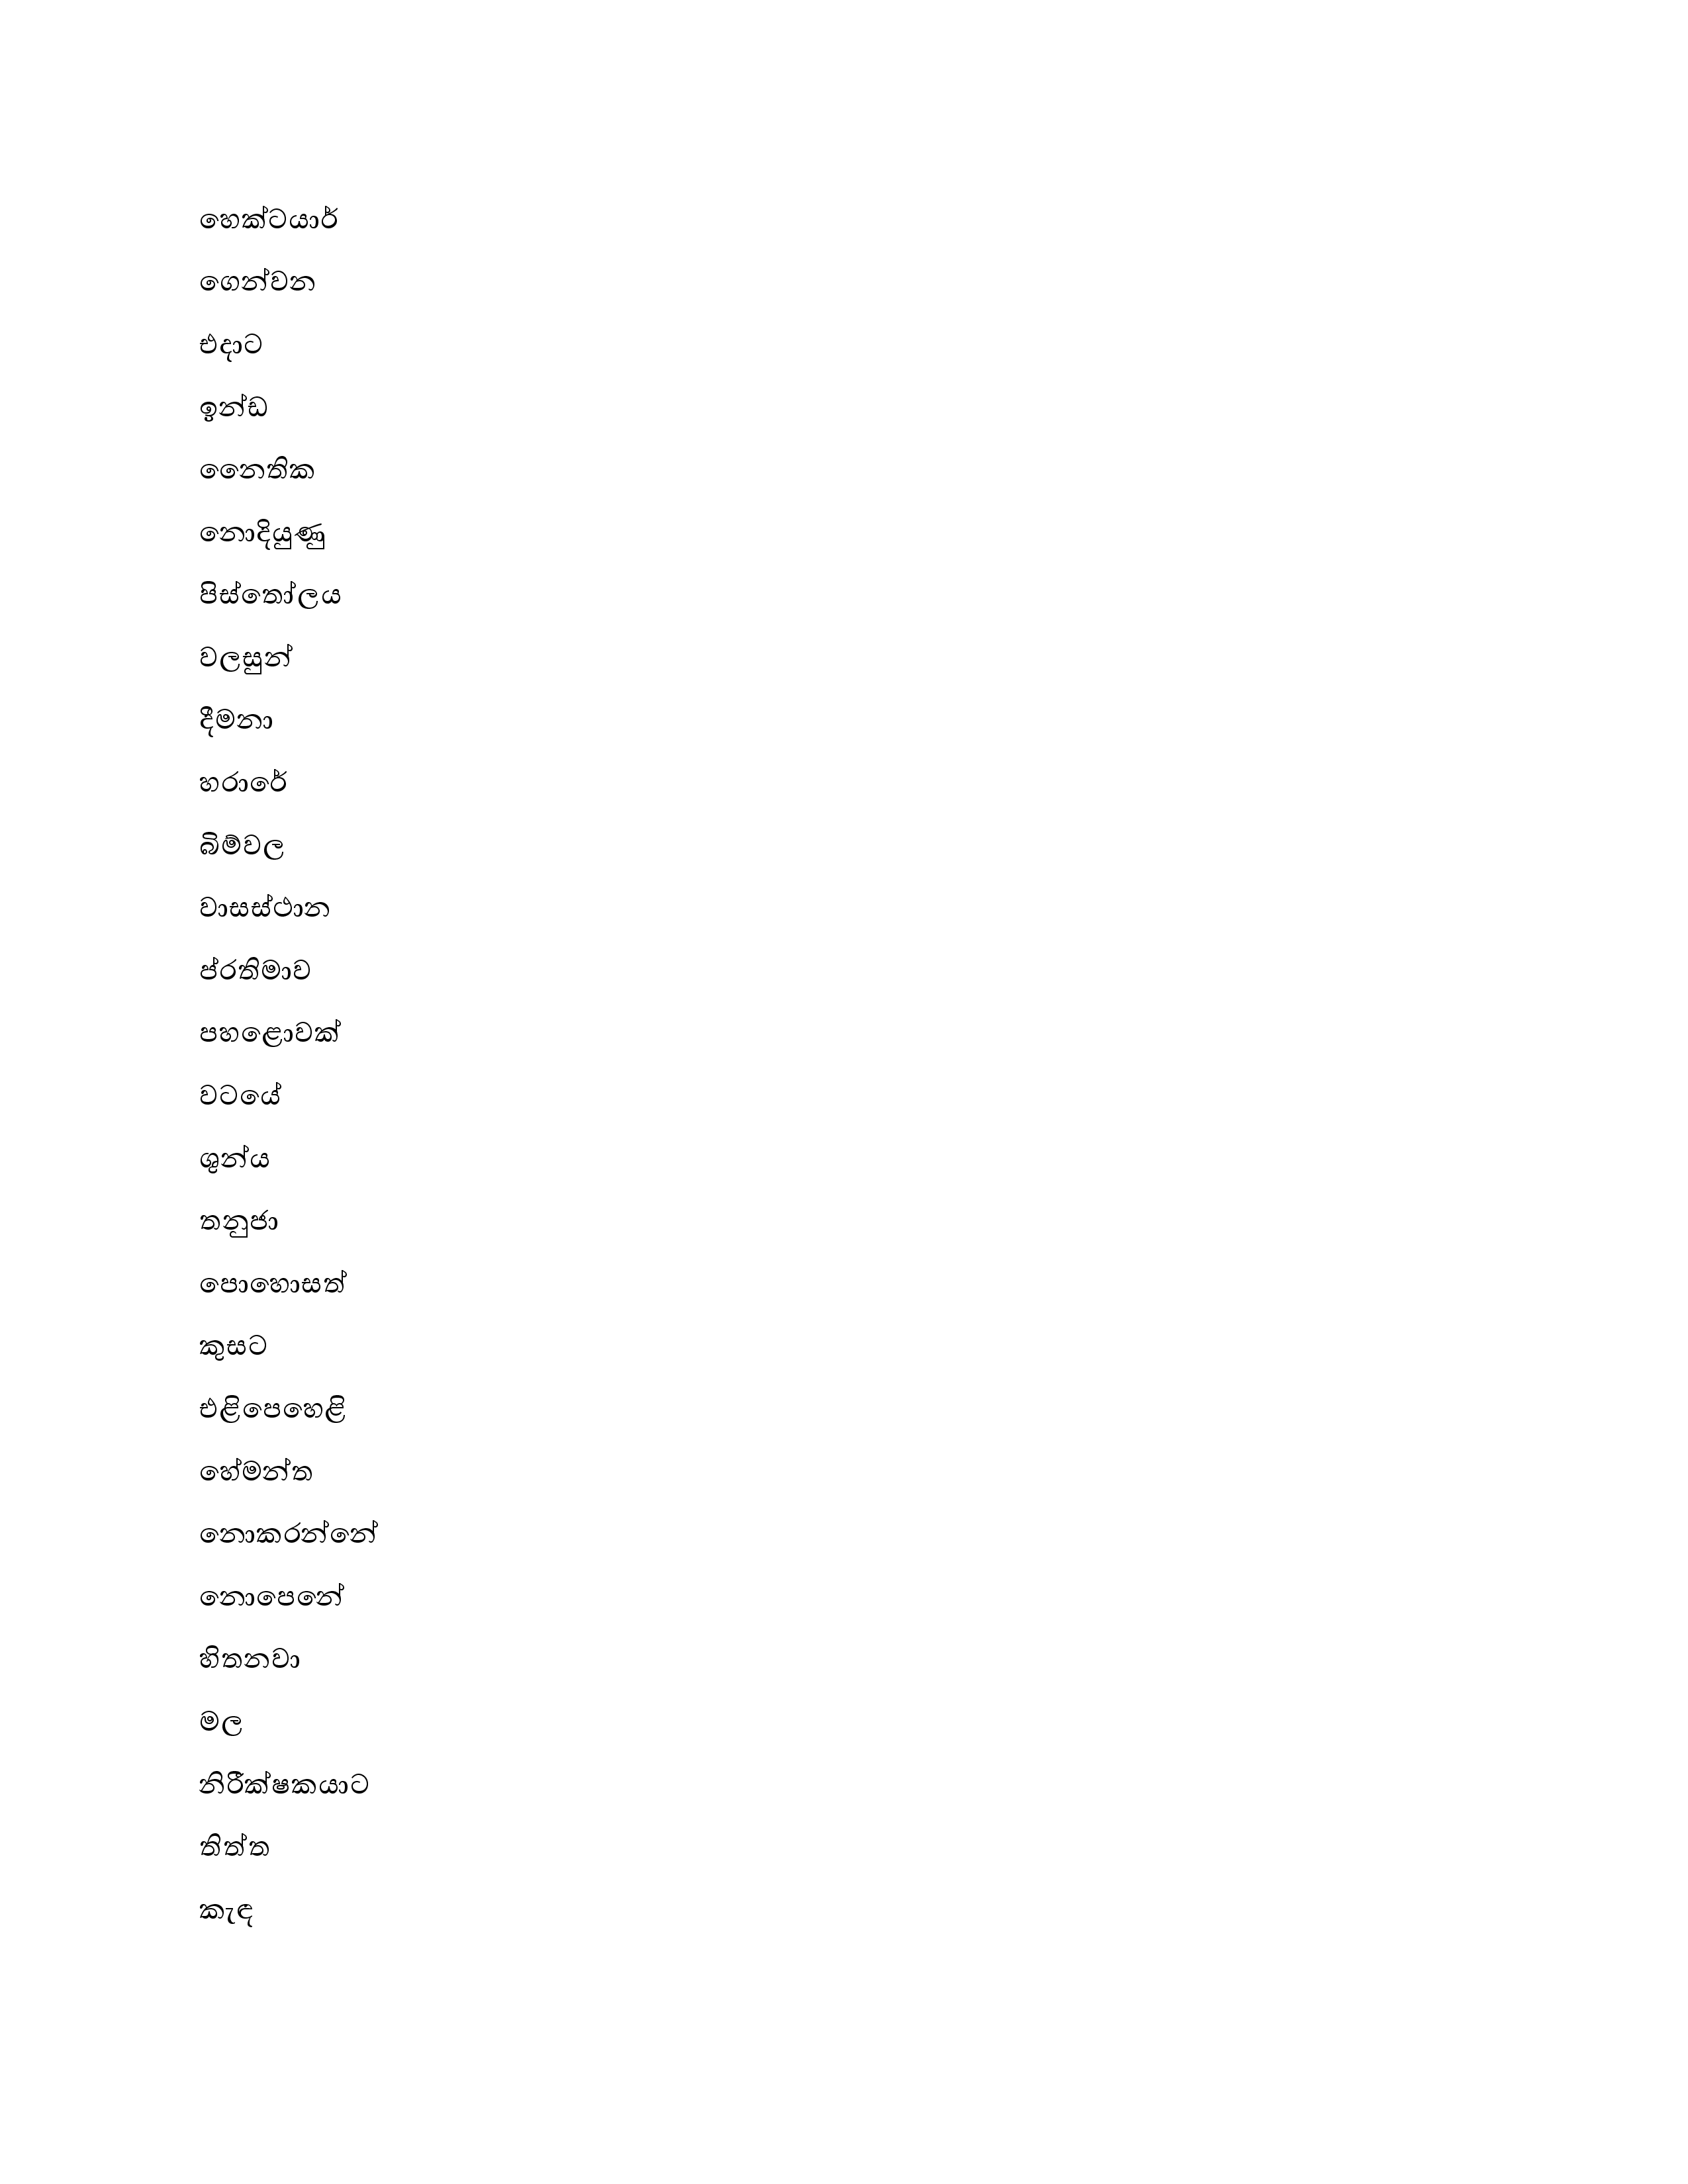 හෙක්ටයාර්
ගෙන්වන
එදාට
ඉන්ඩ
නෛතික
නොදියුණු
පිස්තෝලය
වලසුන්
දීමනා
හරාරේ
බිම්වල
වාසස්ථාන
ප්රතිමාව
පහළොවක්
වටයේ
ශුන්ය
තනුජා
පොහොසත්
කුසට
එළිපෙහෙළි
හේමන්ත
නොකරන්නේ
නොපෙනේ
හිතනවා
මල
නිරීක්ෂකයාට
තිත්ත
කැඳ